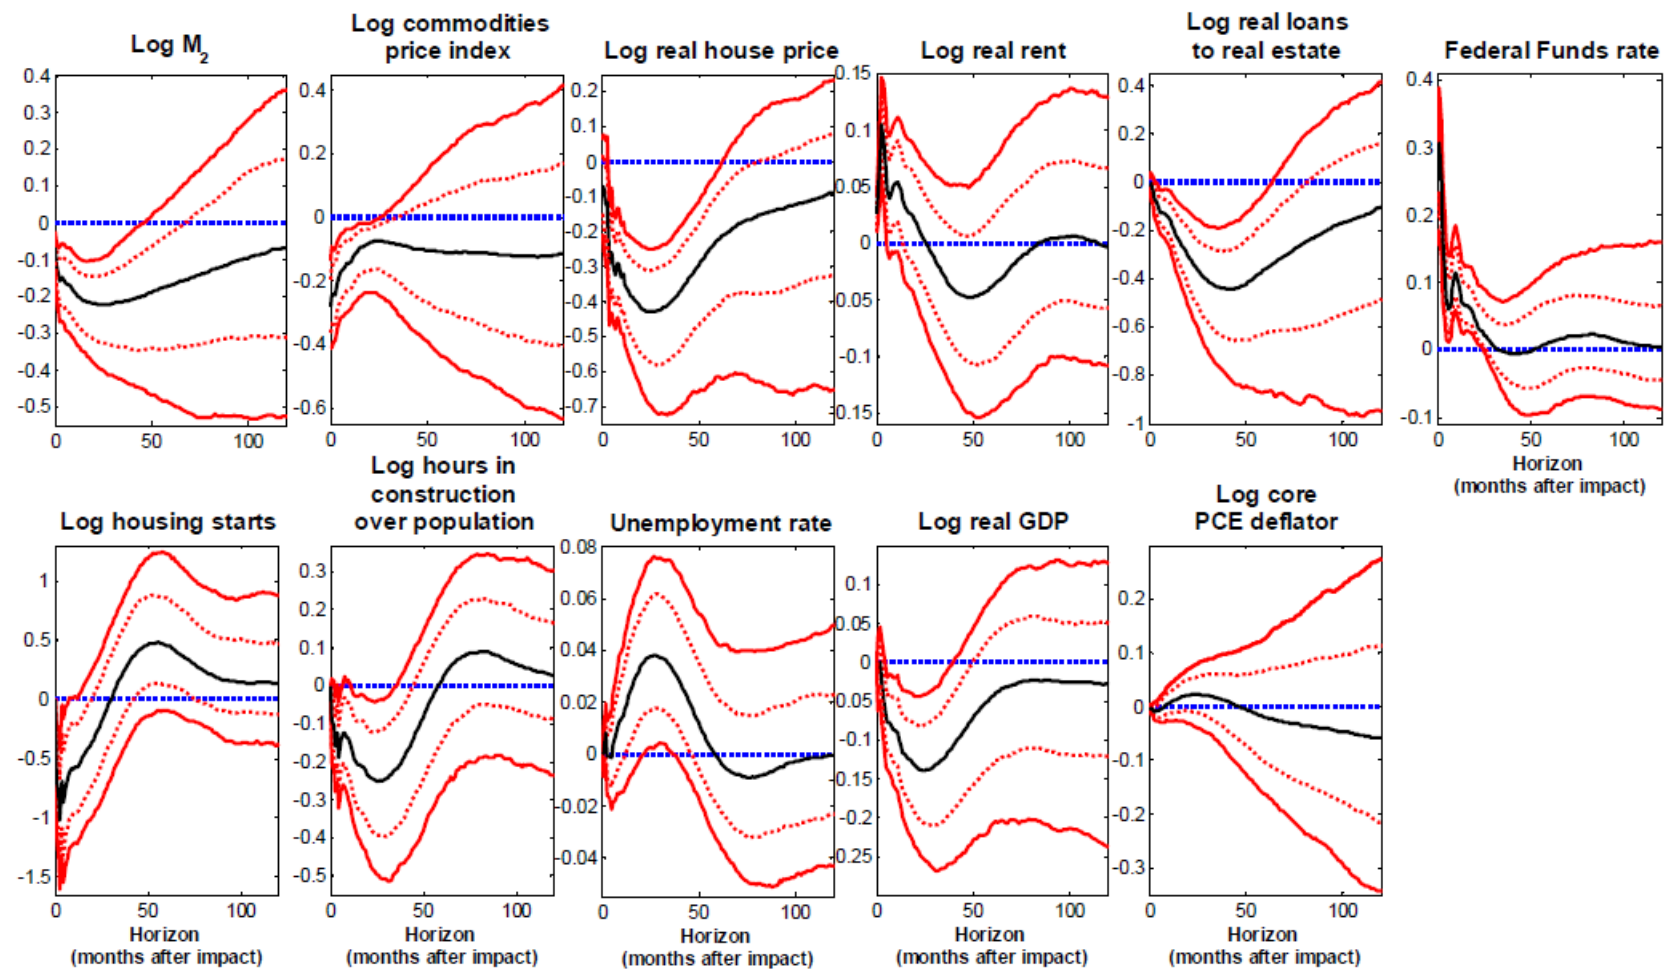 Log M2
0.4
0.3
0.2
0.1
0
-0.1
-0.2
-0.3
-0.4
-0.5
0 50 100
Log commodities
price index
0.4
0.2
0
-0.2
-0.4
-0.6
0 50 100
Log real house price
0.2
0.1
0
-0.1
-0.2
-0.3
-0.4
-0.5
-0.6
-0.7
0 50 100
Log real rent
0.15
0.1
0.05
0
0.05
-0.1
0.15
0 50 100
Log real loans
to real estate
0.4
0.2
0
-0.2
-0.4
-0.6
-0.8
-1
0 50 100
Federal Funds rate
0.4
0.3
0.2
0.1
0
-0.1
0 50 100
Horizon
(months after impact)
Log housing starts
1
0.5
0
-0.5
-1
-1.5
0 50 100
Horizon
(months after impact)
Log hours in
construction
over population
0.3
0.2
0.1
0
-0.1
-0.2
-0.3
-0.4
-0.5
0 50 100
Horizon
(months after impact)
Unemployment rate
0.08
0.06
0.04
0.02
0
-0.02
-0.04
0 50 100
Horizon
(months after impact)
Log real GDP
0.1
0.05
0
0.05
-0.1
0.15
-0.2
0.25
0 50 100
Horizon
(months after impact)
Log core
PCE deflator
0.2
0.1
0
-0.1
-0.2
-0.3
0 50 100
Horizon
(months after impact)